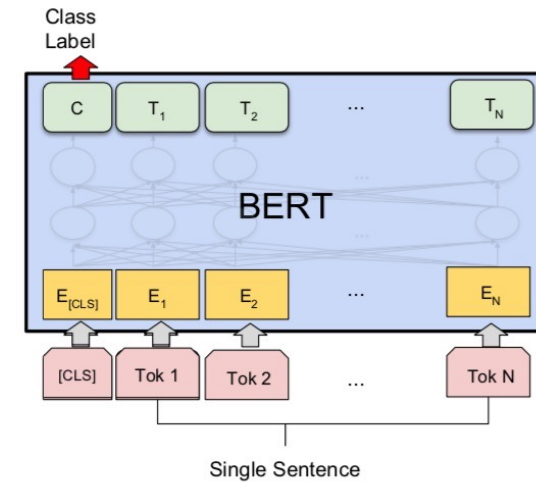 Class
Label
C T1 T2 ... TN
...
BERT
...
E[CLS] E1 E2 ... EN
[CLS] Tok 1 Tok 2 ... Tok N
Single Sentence